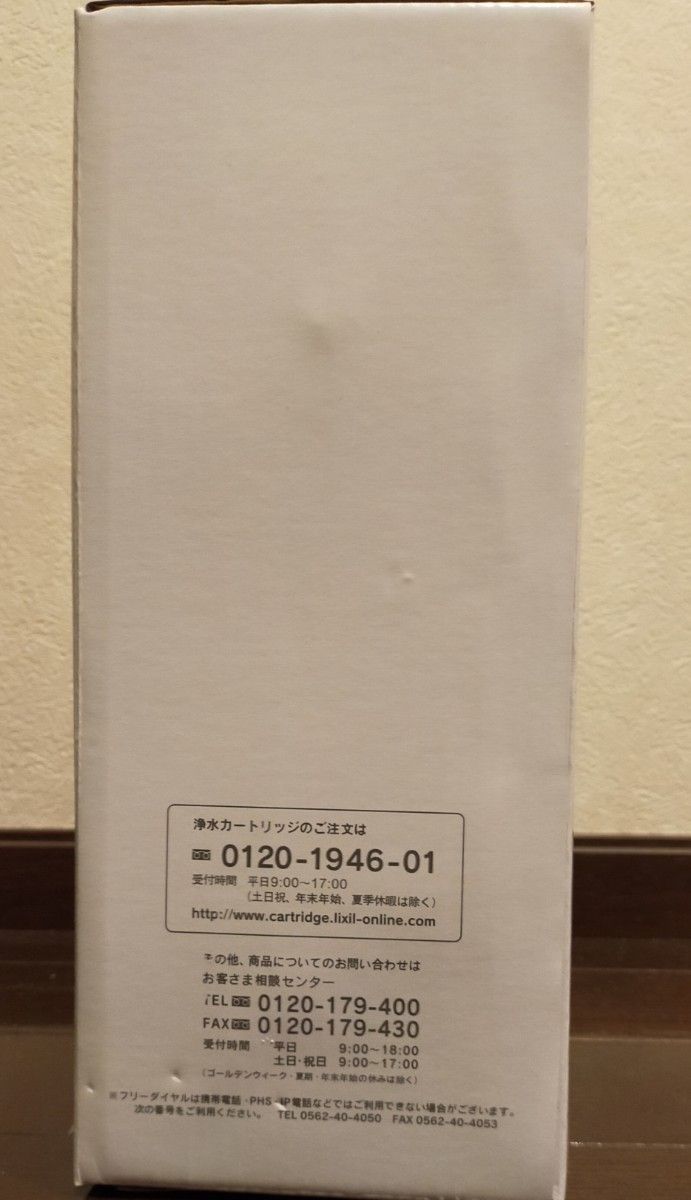 浄水カートリッジのご注文は
0120-1946-01
受付時間 平日9:00〜17:00
(土日祝、年末年始、夏季休暇は除く)
http://www.cartridge.lixil-online.com
その他、商品についてのお問い合わせは
お客さま相談センター
TEL 0120-179-400
FAX 0120-179-430
受付時間 平日 9:00〜18:00
土日・祝日 9:00〜17:00
(ゴールデンウィーク・夏期・年末年始の休みは除く)
※フリーダイヤルは携帯電話・PHS・IP電話などではご利用できない場合がございます。
次の番号をご利用ください。 TEL 0562-40-4050 FAX 0562-40-4053